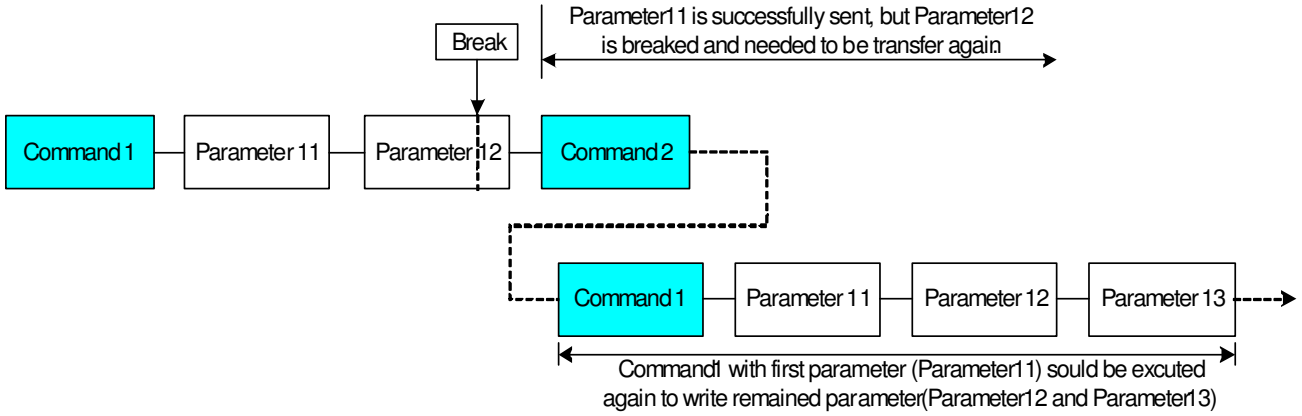 Parameter11 is successfully sent, but Parameter12
is breaked and needed to be transfer again.
Break
Command 1
Parameter 11
Parameter 12
Command 2
Command 1
Parameter 11
Parameter 12
Parameter 13
Command1 with first parameter (Parameter11) sould be excuted
again to write remained parameter(Parameter12 and Parameter13)